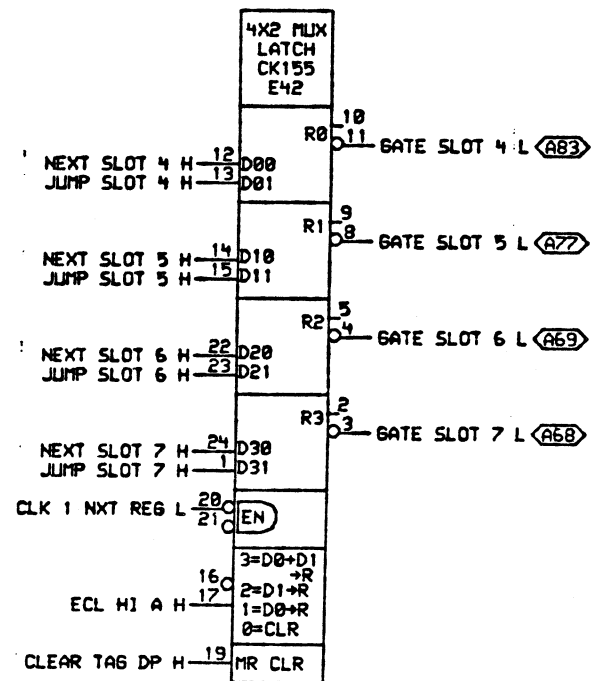 4X2 MUX
LATCH
CK155
E42
10
R0 11 GATE SLOT 4 L A83
NEXT SLOT 4 H 12 D00
JUMP SLOT 4 H 13 D01
9
R1 8 GATE SLOT 5 L A77
NEXT SLOT 5 H 14 D10
JUMP SLOT 5 H 15 D11
5
R2 4 GATE SLOT 6 L A69
NEXT SLOT 6 H 22 D20
JUMP SLOT 6 H 23 D21
2
R3 3 GATE SLOT 7 L A68
NEXT SLOT 7 H 24 D30
JUMP SLOT 7 H 1 D31
CLK 1 NXT REG L 20
21 EN
3=D0+D1
→R
16 2=D1→R
ECL HI A H 17 1=D0→R
0=CLR
CLEAR TAG DP H 19 MR CLR